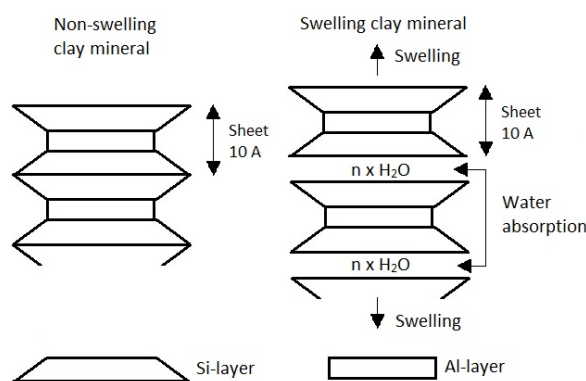 Non-swelling
clay mineral
Swelling clay mineral
Swelling
Sheet
10 A
Sheet
10 A
n x H₂O
Water
absorption
n x H₂O
Swelling
Si-layer
Al-layer